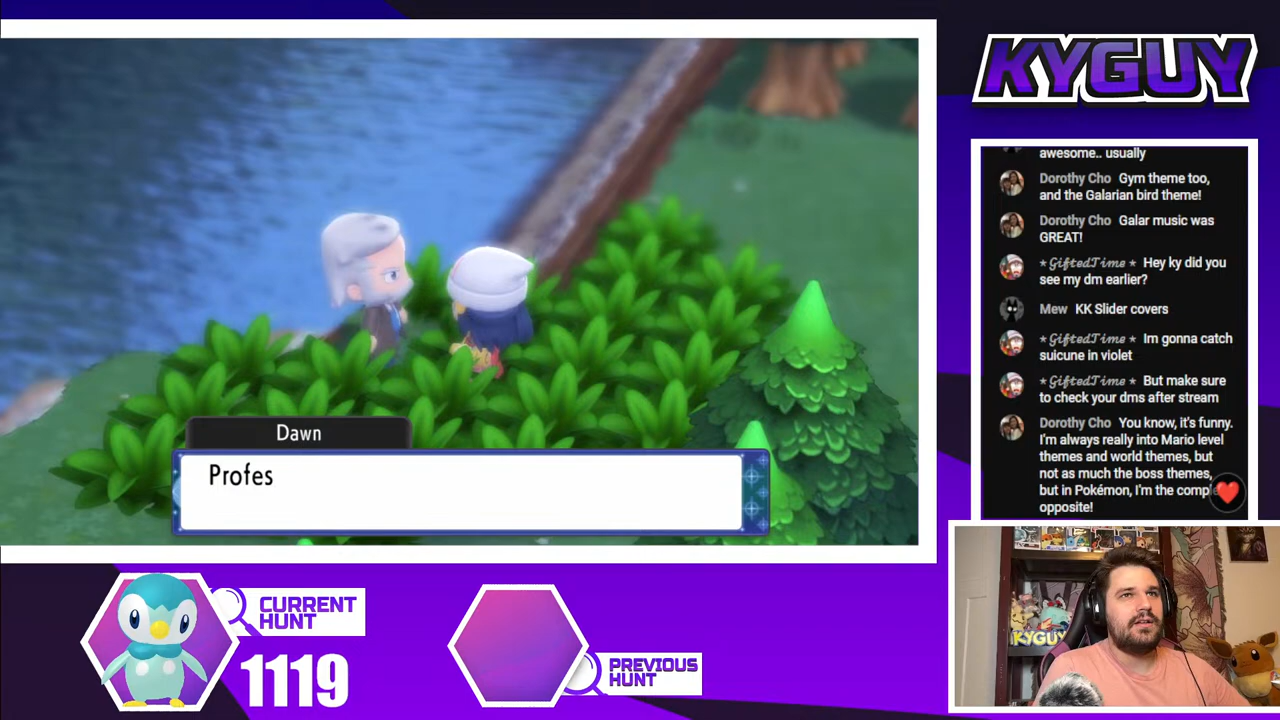 KYGUY
awesome.. usually
Dorothy Cho Gym theme too,
and the Galarian bird theme!
Dorothy Cho Galar music was
GREAT!
⋆ 𝓖𝓲𝓯𝓽𝓮𝓭𝓣𝓲𝓶𝓮 ⋆ Hey ky did you
see my dm earlier?
Mew KK Slider covers
⋆ 𝓖𝓲𝓯𝓽𝓮𝓭𝓣𝓲𝓶𝓮 ⋆ Im gonna catch
suicune in violet
⋆ 𝓖𝓲𝓯𝓽𝓮𝓭𝓣𝓲𝓶𝓮 ⋆ But make sure
to check your dms after stream
Dorothy Cho You know, it's funny.
I'm always really into Mario level
themes and world themes, but
not as much the boss themes,
but in Pokémon, I'm the compl
opposite!
Dawn
Profes
CURRENT
HUNT
1119
PREVIOUS
HUNT
KYGUY